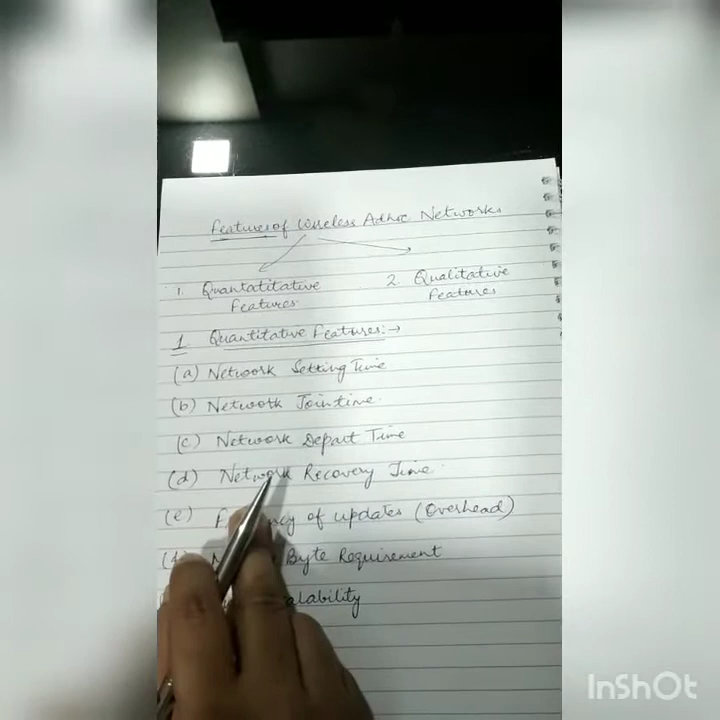 Features of Wireless Adhoc Networks
1. Quantatitative Features
2. Qualitative Features
1. Quantitative Features:→
(a) Network Setting Time
(b) Network Jointime.
(c) Network Depart Time
(d) Network Recovery Time
(e) of updates (Overhead)
(f) Byte Requirement
InShOt